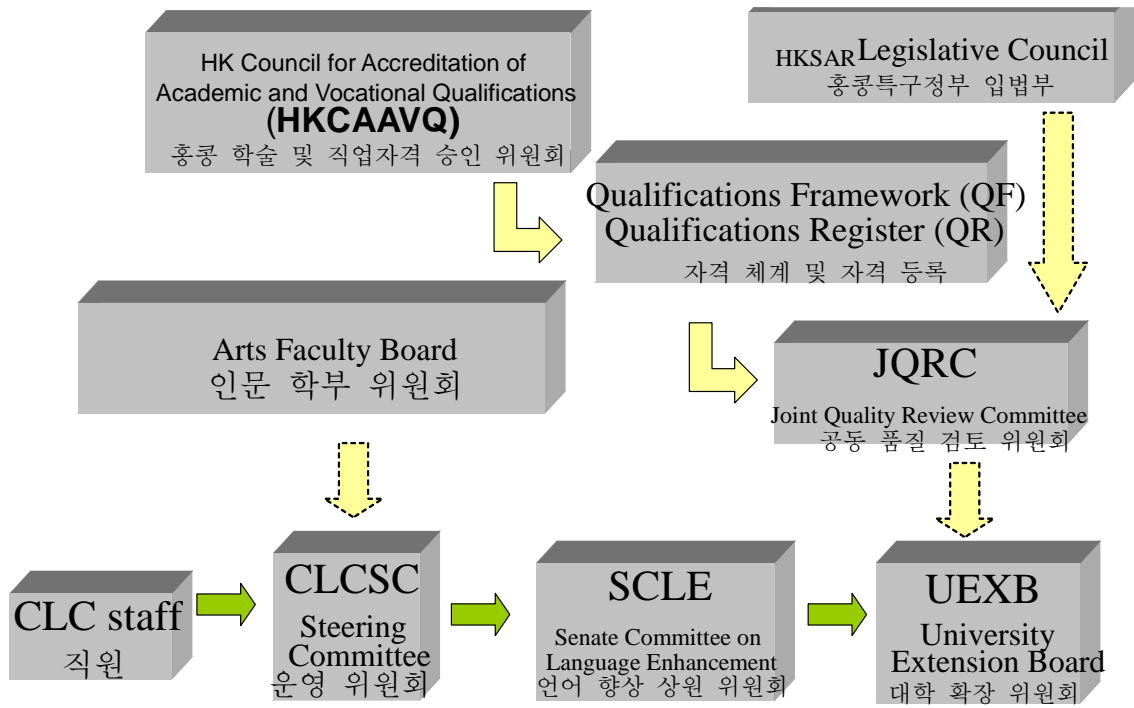 HK Council for Accreditation of
Academic and Vocational Qualifications
(HKCAAVQ)
홍콩 학술 및 직업자격 승인 위원회
HKSAR Legislative Council
홍콩특구정부 입법부
Qualifications Framework (QF)
Qualifications Register (QR)
자격 체계 및 자격 등록
Arts Faculty Board
인문 학부 위원회
JQRC
Joint Quality Review Committee
공동 품질 검토 위원회
CLC staff
직원
CLCSC
Steering
Committee
운영 위원회
SCLE
Senate Committee on
Language Enhancement
언어 향상 상원 위원회
UEXB
University
Extension Board
대학 확장 위원회